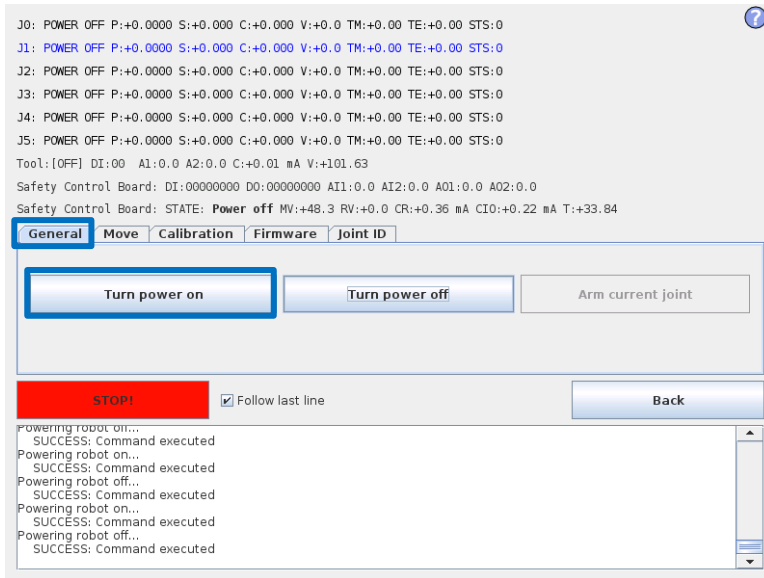 ?
J0: POWER OFF P:+0.0000 S:+0.000 C:+0.000 V:+0.0 TM:+0.00 TE:+0.00 STS:0
J1: POWER OFF P:+0.0000 S:+0.000 C:+0.000 V:+0.0 TM:+0.00 TE:+0.00 STS:0
J2: POWER OFF P:+0.0000 S:+0.000 C:+0.000 V:+0.0 TM:+0.00 TE:+0.00 STS:0
J3: POWER OFF P:+0.0000 S:+0.000 C:+0.000 V:+0.0 TM:+0.00 TE:+0.00 STS:0
J4: POWER OFF P:+0.0000 S:+0.000 C:+0.000 V:+0.0 TM:+0.00 TE:+0.00 STS:0
J5: POWER OFF P:+0.0000 S:+0.000 C:+0.000 V:+0.0 TM:+0.00 TE:+0.00 STS:0
Tool:[OFF] DI:00 A1:0.0 A2:0.0 C:+0.01 mA V:+101.63
Safety Control Board: DI:00000000 DO:00000000 AI1:0.0 AI2:0.0 AO1:0.0 AO2:0.0
Safety Control Board: STATE: Power off MV:+48.3 RV:+0.0 CR:+0.36 mA CIO:+0.22 mA T:+33.84
General Move Calibration Firmware Joint ID
Turn power on Turn power off Arm current joint
STOP! Follow last line Back
Powering robot off...
SUCCESS: Command executed
Powering robot on...
SUCCESS: Command executed
Powering robot off...
SUCCESS: Command executed
Powering robot on...
SUCCESS: Command executed
Powering robot off...
SUCCESS: Command executed